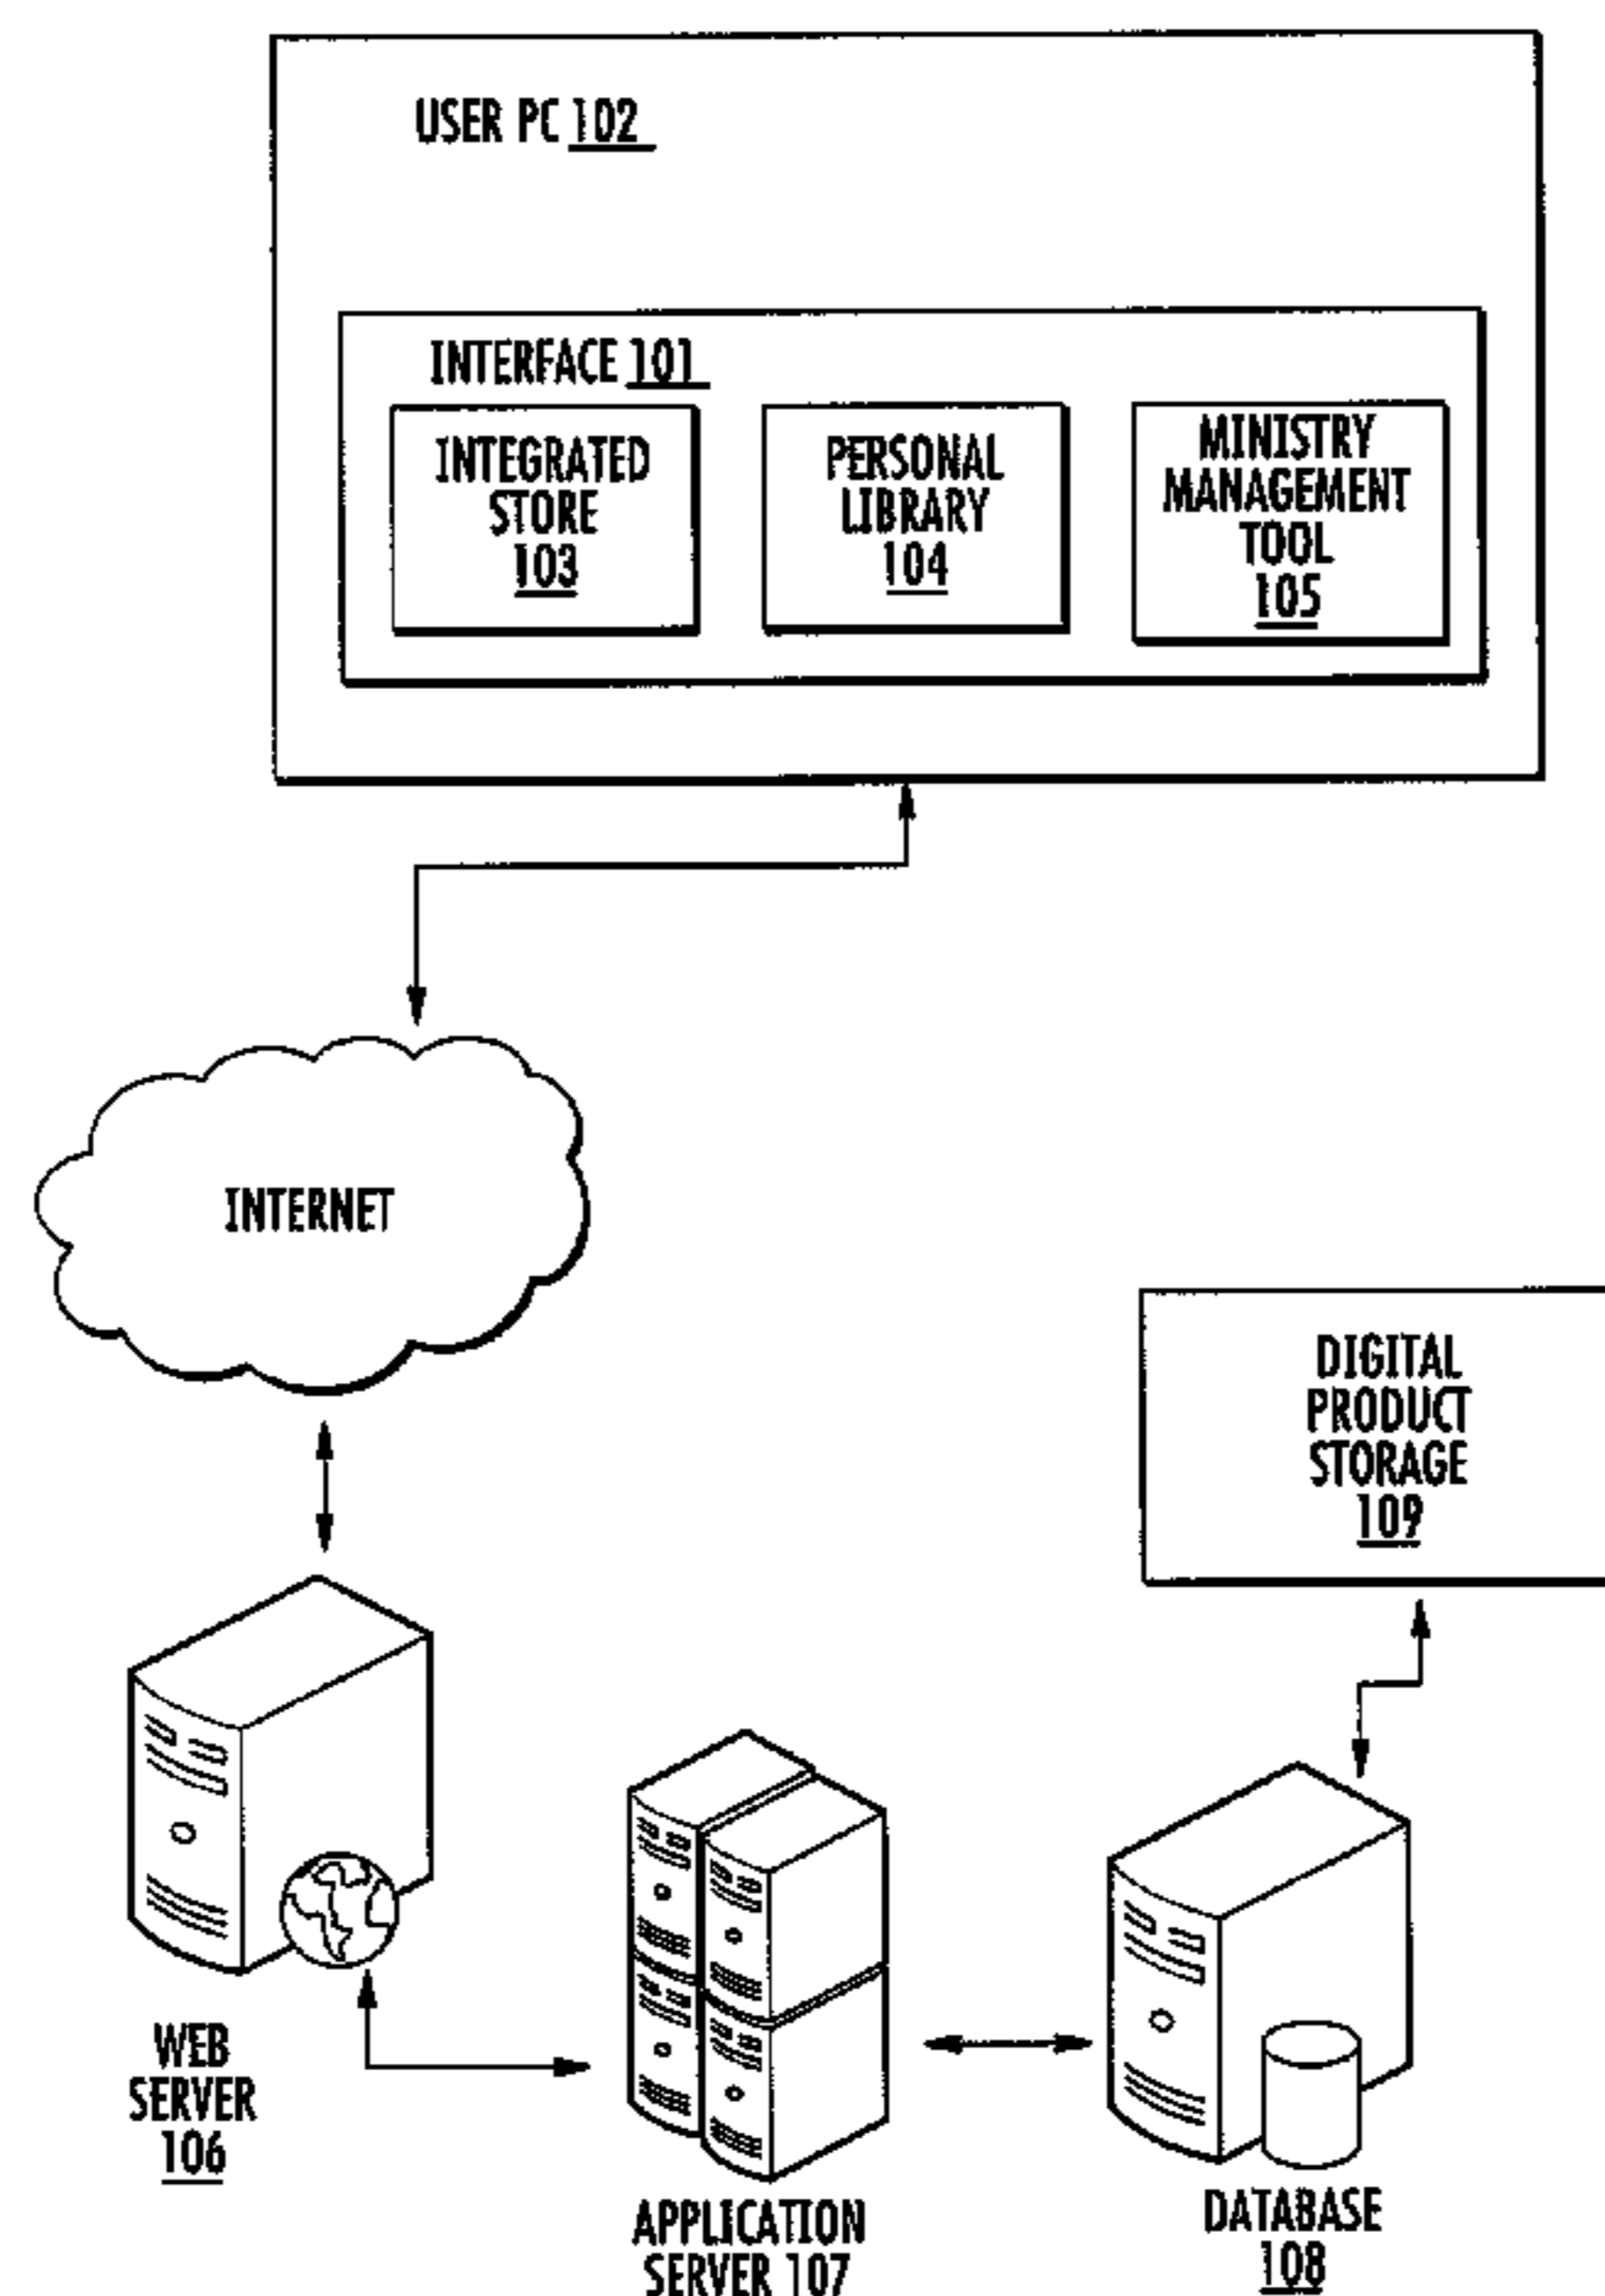 USER PC 102
INTERFACE 101
INTEGRATED
STORE
103
PERSONAL
LIBRARY
104
MINISTRY
MANAGEMENT
TOOL
105
INTERNET
DIGITAL
PRODUCT
STORAGE
109
WEB
SERVER
106
APPLICATION
SERVER 107
DATABASE
108